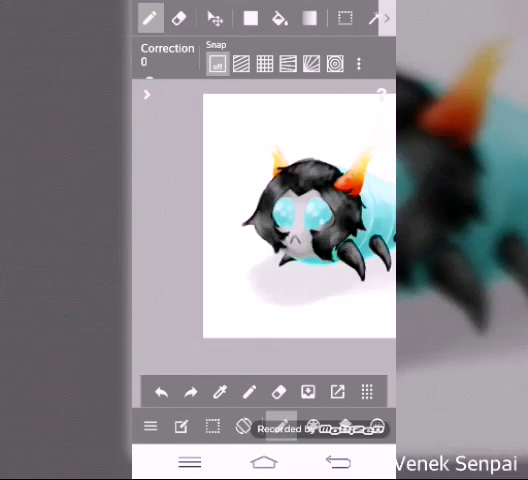 Correction
0
Snap
off
?
Recorded by
Venek Senpai